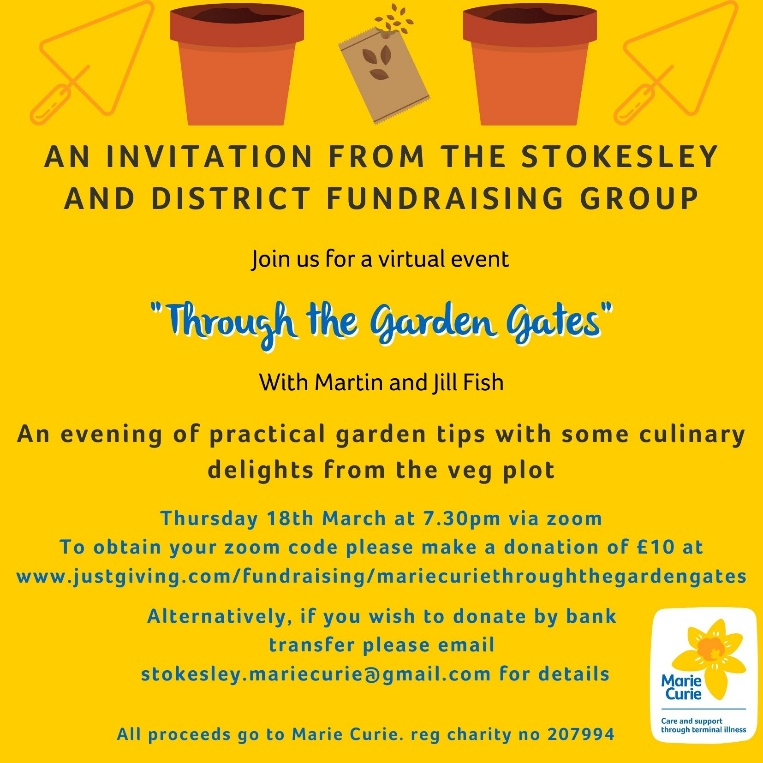 AN INVITATION FROM THE STOKESLEY
AND DISTRICT FUNDRAISING GROUP
Join us for a virtual event
"Through the Garden Gates"
With Martin and Jill Fish
An evening of practical garden tips with some culinary
delights from the veg plot
Thursday 18th March at 7.30pm via zoom
To obtain your zoom code please make a donation of £10 at
www.justgiving.com/fundraising/mariecuriethroughthegardengates
Alternatively, if you wish to donate by bank
transfer please email
stokesley.mariecurie@gmail.com for details
All proceeds go to Marie Curie. reg charity no 207994
Marie
Curie
Care and support
through terminal illness